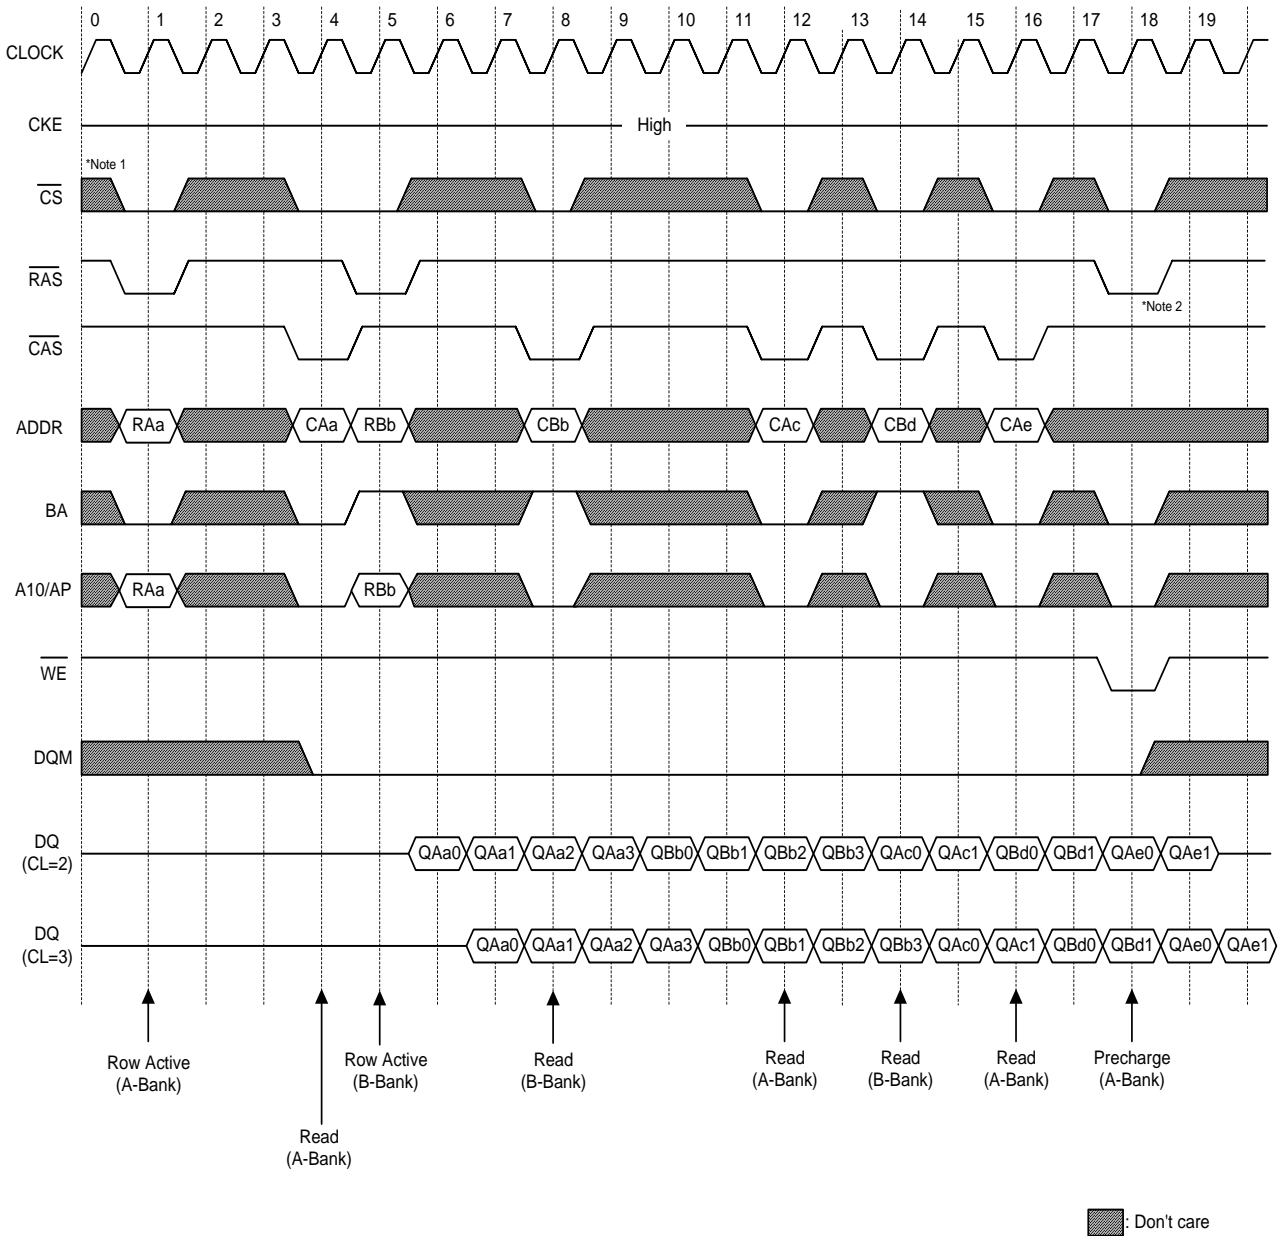 0 1 2 3 4 5 6 7 8 9 10 11 12 13 14 15 16 17 18 19
CLOCK
CKE High
*Note 1
CS
RAS
*Note 2
CAS
ADDR RAa CAa RBb CBb CAc CBd CAe
BA
A10/AP RAa RBb
WE
DQM
DQ
(CL=2) QAa0 QAa1 QAa2 QAa3 QBb0 QBb1 QBb2 QBb3 QAc0 QAc1 QBd0 QBd1 QAe0 QAe1
DQ
(CL=3) QAa0 QAa1 QAa2 QAa3 QBb0 QBb1 QBb2 QBb3 QAc0 QAc1 QBd0 QBd1 QAe0 QAe1
Row Active
(A-Bank)
Read
(A-Bank)
Row Active
(B-Bank)
Read
(B-Bank)
Read
(A-Bank)
Read
(B-Bank)
Read
(A-Bank)
Precharge
(A-Bank)
: Don't care